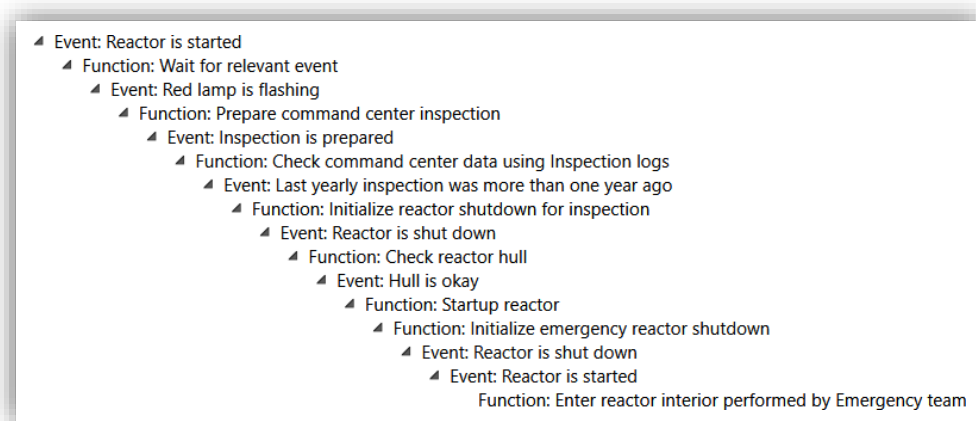 Event: Reactor is started
Function: Wait for relevant event
Event: Red lamp is flashing
Function: Prepare command center inspection
Event: Inspection is prepared
Function: Check command center data using Inspection logs
Event: Last yearly inspection was more than one year ago
Function: Initialize reactor shutdown for inspection
Event: Reactor is shut down
Function: Check reactor hull
Event: Hull is okay
Function: Startup reactor
Function: Initialize emergency reactor shutdown
Event: Reactor is shut down
Event: Reactor is started
Function: Enter reactor interior performed by Emergency team